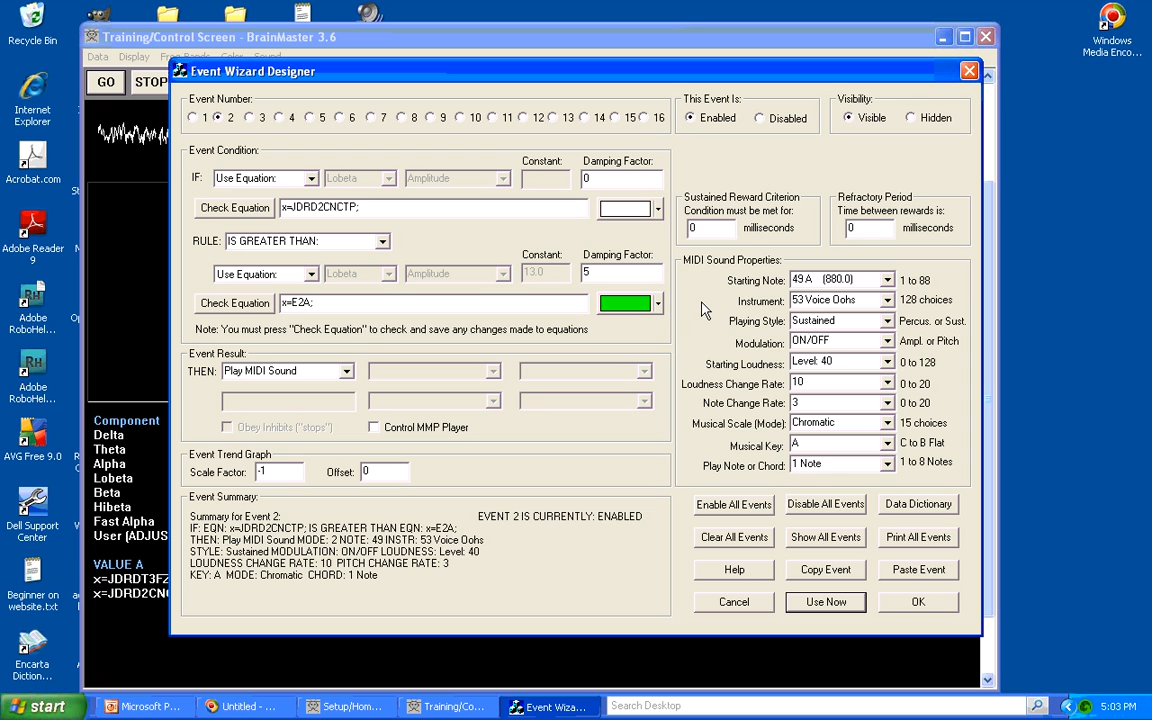 Recycle Bin
Internet Explorer
Acrobat.com
Adobe Reader 9
Adobe RoboHel...
Adobe RoboHel...
AVG Free 9.0
Dell Support Center
Beginner on website.txt
Encarta Diction...
Windows Media Enco...
Training/Control Screen - BrainMaster 3.6
Data Display
GO STOP
Component
Delta
Theta
Alpha
Lobeta
Beta
Hibeta
Fast Alpha
User (ADJUS
VALUE A
x=JDRDT3FZ
x=JDRD2CN
Event Wizard Designer
Event Number:
1 2 3 4 5 6 7 8 9 10 11 12 13 14 15 16
This Event Is:
Enabled Disabled
Visibility:
Visible Hidden
Event Condition:
Constant: Damping Factor:
IF: Use Equation: Lobeta Amplitude 0
Check Equation x=JDRD2CNCTP;
RULE: IS GREATER THAN:
Constant: Damping Factor:
Use Equation: Lobeta Amplitude 13.0 5
Check Equation x=E2A;
Note: You must press "Check Equation" to check and save any changes made to equations
Sustained Reward Criterion
Condition must be met for:
0 milliseconds
Refractory Period
Time between rewards is:
0 milliseconds
MIDI Sound Properties:
Starting Note: 49 A (880.0) 1 to 88
Instrument: 53 Voice Oohs 128 choices
Playing Style: Sustained Percus. or Sust.
Modulation: ON/OFF Ampl. or Pitch
Starting Loudness: Level: 40 0 to 128
Loudness Change Rate: 10 0 to 20
Note Change Rate: 3 0 to 20
Musical Scale (Mode): Chromatic 15 choices
Musical Key: A C to B Flat
Play Note or Chord: 1 Note 1 to 8 Notes
Event Result:
THEN: Play MIDI Sound
Obey Inhibits ("stops") Control MMP Player
Event Trend Graph
Scale Factor: -1 Offset: 0
Event Summary:
Summary for Event 2: EVENT 2 IS CURRENTLY: ENABLED
IF: EQN: x=JDRD2CNCTP; IS GREATER THAN EQN: x=E2A;
THEN: Play MIDI Sound MODE: 2 NOTE: 49 INSTR: 53 Voice Oohs
STYLE: Sustained MODULATION: ON/OFF LOUDNESS: Level: 40
LOUDNESS CHANGE RATE: 10 PITCH CHANGE RATE: 3
KEY: A MODE: Chromatic CHORD: 1 Note
Enable All Events Disable All Events Data Dictionary
Clear All Events Show All Events Print All Events
Help Copy Event Paste Event
Cancel Use Now OK
start Microsoft P... Untitled - ... Setup/Hom... Training/Co... Event Wiza... Search Desktop 5:03 PM